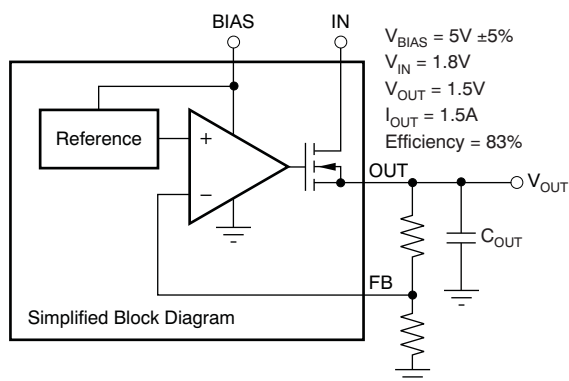 BIAS
IN
V_BIAS = 5V ±5%
V_IN = 1.8V
V_OUT = 1.5V
I_OUT = 1.5A
Efficiency = 83%
Reference
+
−
OUT
V_OUT
C_OUT
FB
Simplified Block Diagram